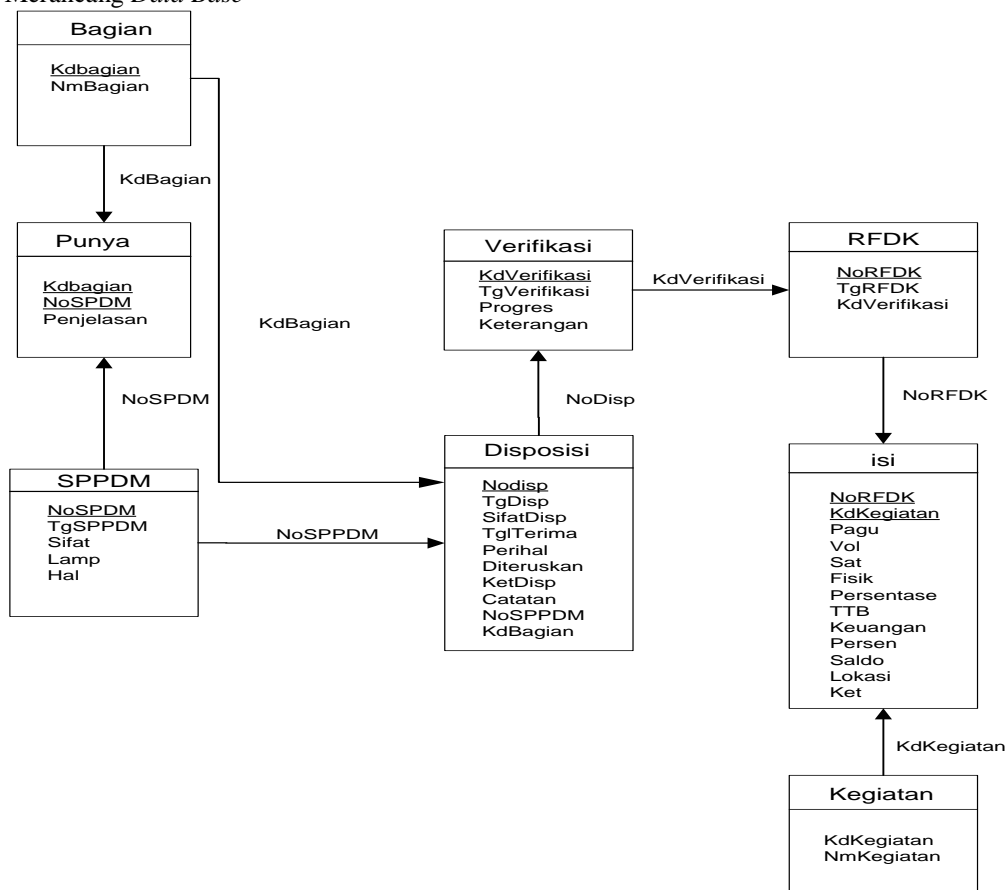 Merancang Data Base
Bagian
Kdbagian
NmBagian
KdBagian
Punya
Kdbagian
NoSPDM
Penjelasan
NoSPDM
SPPDM
NoSPDM
TgSPPDM
Sifat
Lamp
Hal
KdBagian
NoSPPDM
Verifikasi
KdVerifikasi
TgVerifikasi
Progres
Keterangan
KdVerifikasi
NoDisp
Disposisi
Nodisp
TgDisp
SifatDisp
TglTerima
Perihal
Diteruskan
KetDisp
Catatan
NoSPPDM
KdBagian
RFDK
NoRFDK
TgRFDK
KdVerifikasi
NoRFDK
isi
NoRFDK
KdKegiatan
Pagu
Vol
Sat
Fisik
Persentase
TTB
Keuangan
Persen
Saldo
Lokasi
Ket
KdKegiatan
Kegiatan
KdKegiatan
NmKegiatan